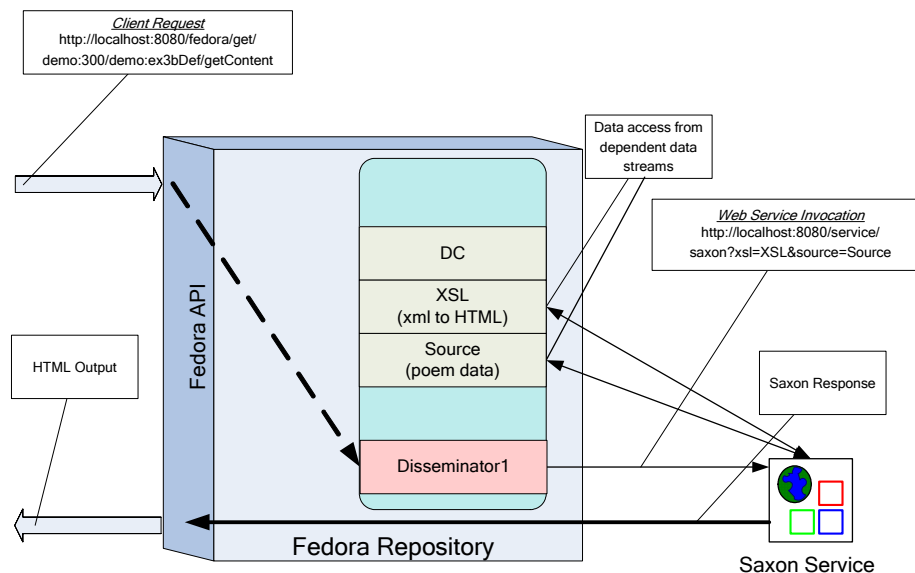 Client Request
http://localhost:8080/fedora/get/
demo:300/demo:ex3bDef/getContent
Data access from
dependent data
streams
Web Service Invocation
http://localhost:8080/service/
saxon?xsl=XSL&source=Source
DC
XSL
(xml to HTML)
Source
(poem data)
Fedora API
HTML Output
Saxon Response
Disseminator1
Fedora Repository
Saxon Service